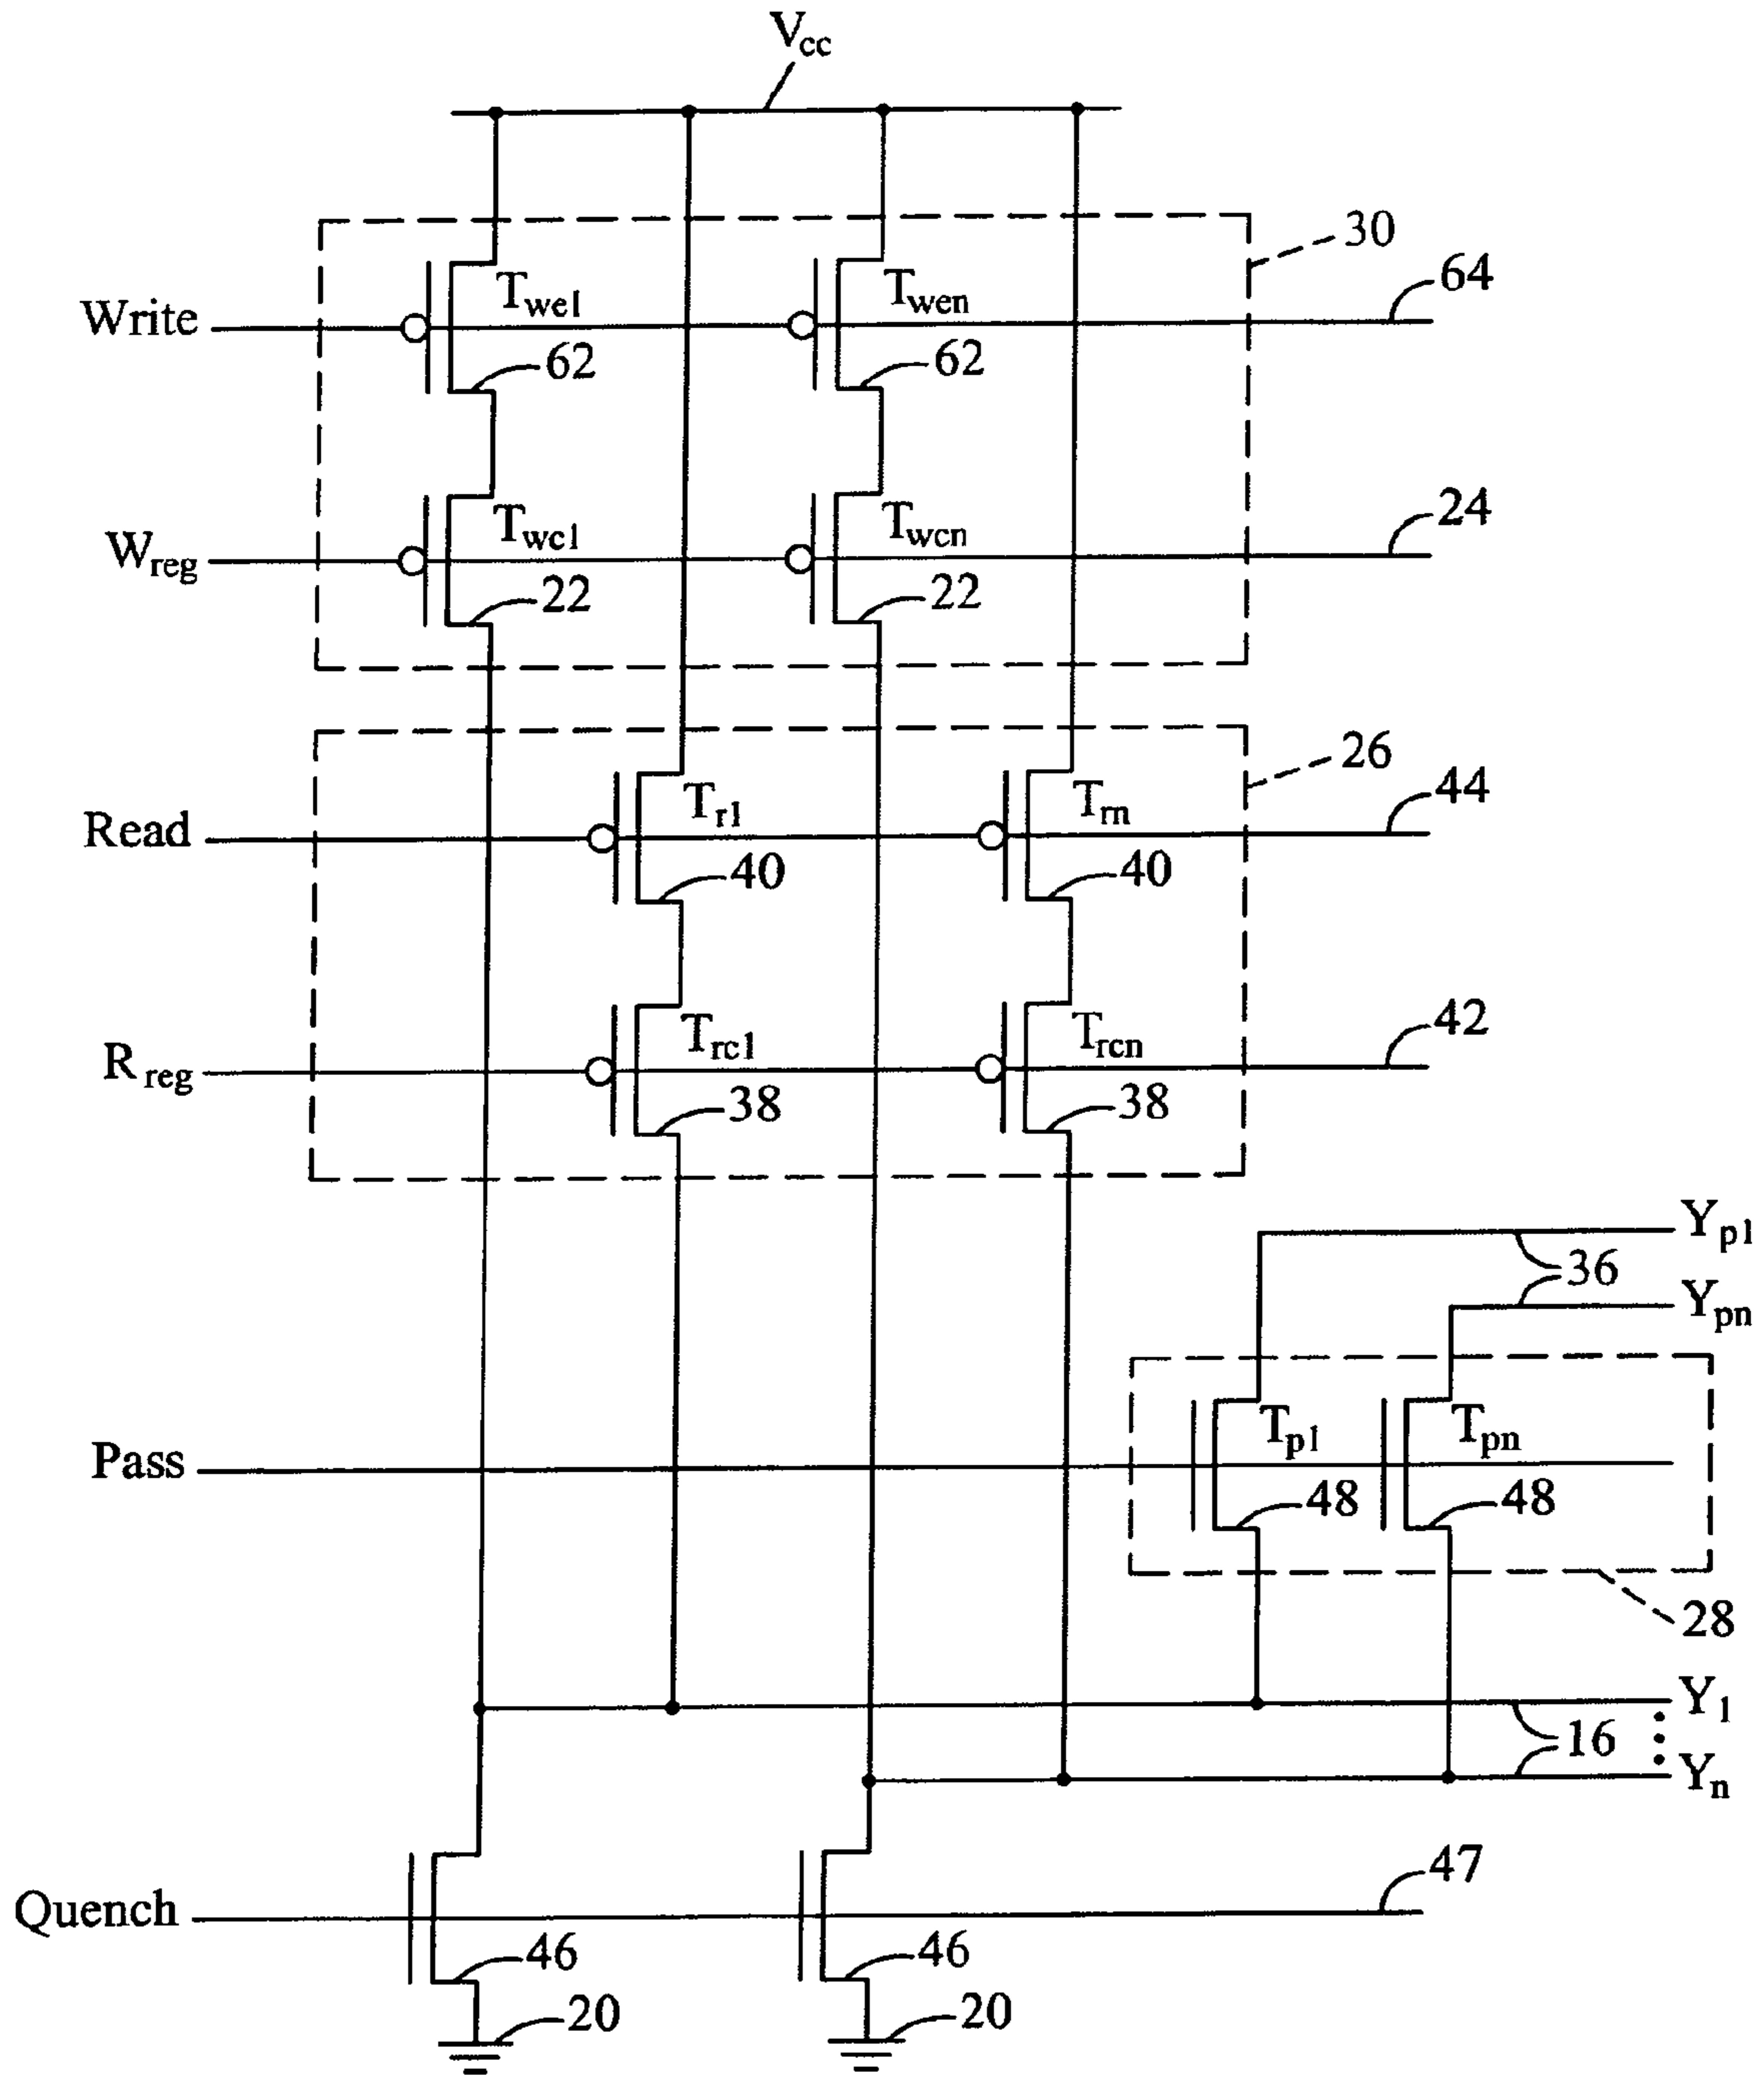 Vcc
30
64
Write
Twe1
Twen
62
62
24
Wreg
Twc1
Twcn
22
22
26
44
Read
Tr1
Trn
40
40
42
Rreg
Trc1
Trcn
38
38
Yp1
36
Ypn
Pass
Tp1
Tpn
48
48
28
Y1
16
Yn
47
Quench
46
46
20
20